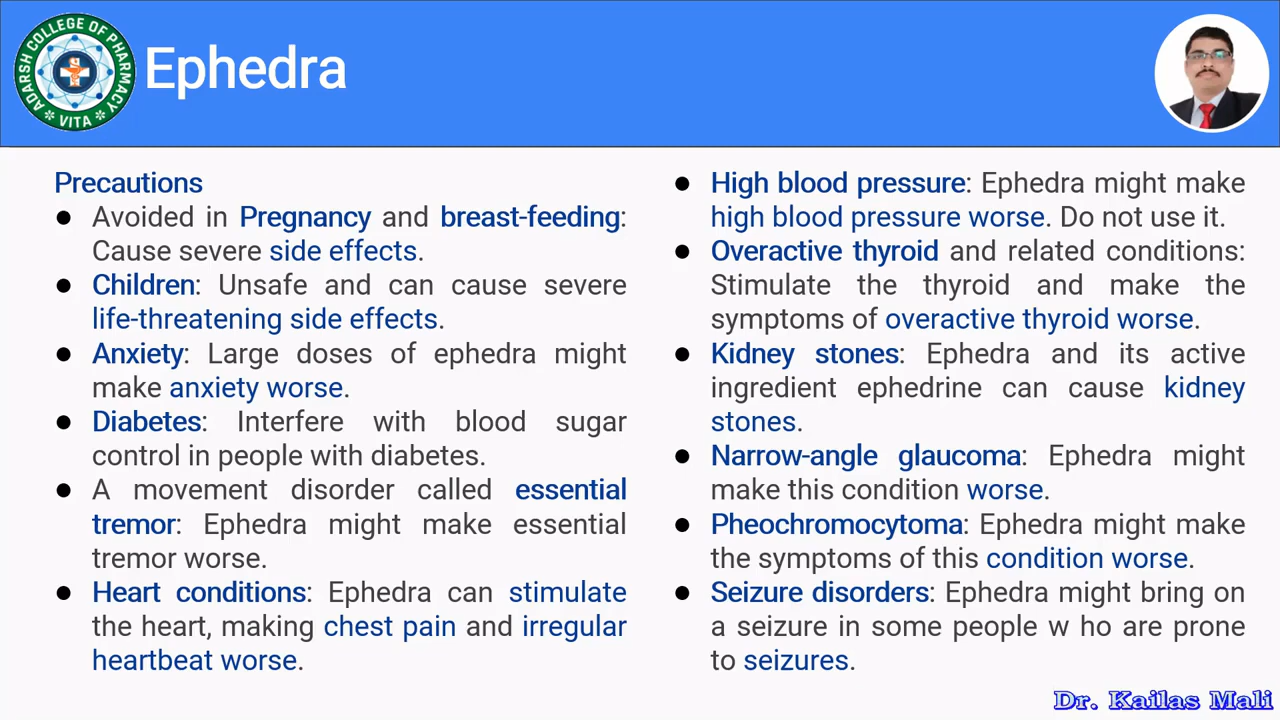 ADARSH COLLEGE OF PHARMACY
VITA
Ephedra
Precautions
● Avoided in Pregnancy and breast-feeding:
Cause severe side effects.
● Children: Unsafe and can cause severe
life-threatening side effects.
● Anxiety: Large doses of ephedra might
make anxiety worse.
● Diabetes: Interfere with blood sugar
control in people with diabetes.
● A movement disorder called essential
tremor: Ephedra might make essential
tremor worse.
● Heart conditions: Ephedra can stimulate
the heart, making chest pain and irregular
heartbeat worse.
● High blood pressure: Ephedra might make
high blood pressure worse. Do not use it.
● Overactive thyroid and related conditions:
Stimulate the thyroid and make the
symptoms of overactive thyroid worse.
● Kidney stones: Ephedra and its active
ingredient ephedrine can cause kidney
stones.
● Narrow-angle glaucoma: Ephedra might
make this condition worse.
● Pheochromocytoma: Ephedra might make
the symptoms of this condition worse.
● Seizure disorders: Ephedra might bring on
a seizure in some people w ho are prone
to seizures.
Dr. Kailas Mali